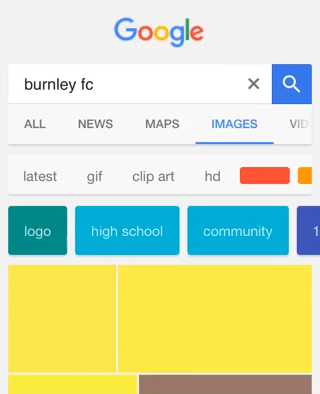 Google
burnley fc
ALL NEWS MAPS IMAGES
latest gif clip art hd
logo high school community